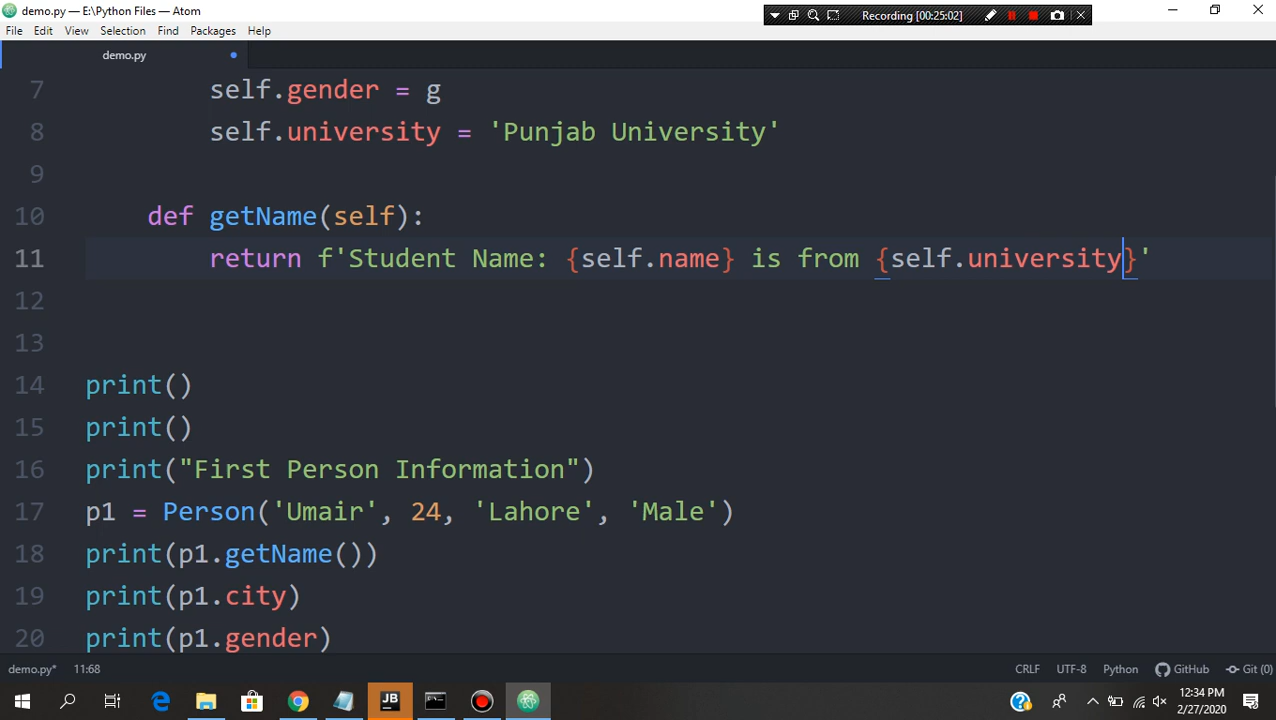 demo.py — E:\Python Files — Atom
Recording [00:25:02]
File Edit View Selection Find Packages Help
demo.py
7 self.gender = g
8 self.university = 'Punjab University'
9
10 def getName(self):
11 return f'Student Name: {self.name} is from {self.university}'
12
13
14 print()
15 print()
16 print("First Person Information")
17 p1 = Person('Umair', 24, 'Lahore', 'Male')
18 print(p1.getName())
19 print(p1.city)
20 print(p1.gender)
demo.py* 11:68 CRLF UTF-8 Python GitHub Git (0)
JB
12:34 PM
2/27/2020